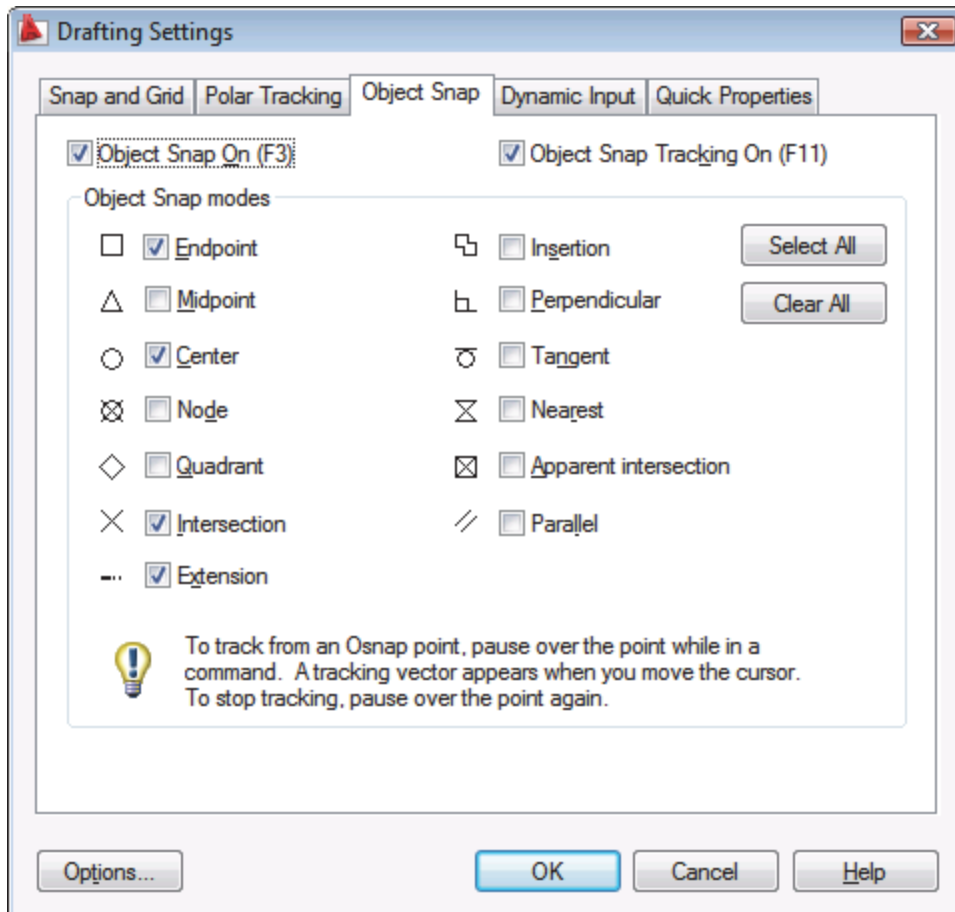 Drafting Settings
Snap and Grid Polar Tracking Object Snap Dynamic Input Quick Properties
Object Snap On (F3) Object Snap Tracking On (F11)
Object Snap modes
Endpoint Insertion Select All
Midpoint Perpendicular Clear All
Center Tangent
Node Nearest
Quadrant Apparent intersection
Intersection Parallel
Extension
To track from an Osnap point, pause over the point while in a
command. A tracking vector appears when you move the cursor.
To stop tracking, pause over the point again.
Options... OK Cancel Help